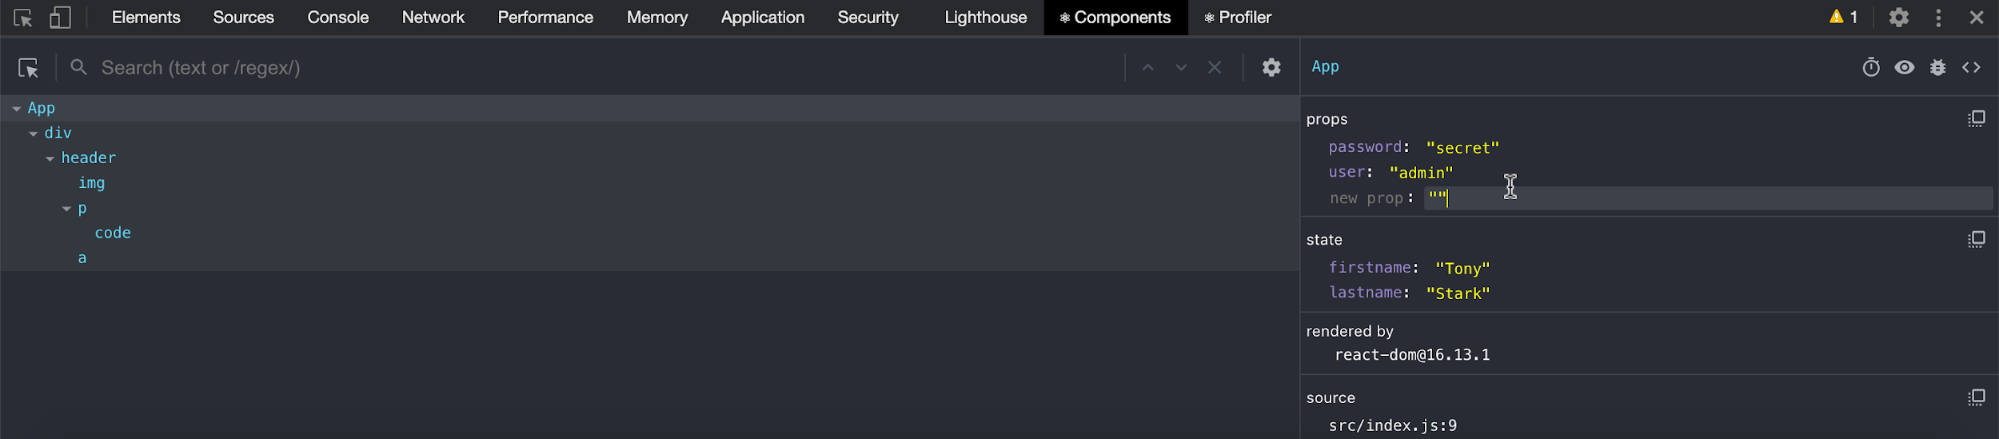 Elements Sources Console Network Performance Memory Application Security Lighthouse ⚛ Components ⚛ Profiler 1
Search (text or /regex/)
App
div
header
img
p
code
a
App
props
password: "secret"
user: "admin"
new prop: ""
state
firstname: "Tony"
lastname: "Stark"
rendered by
react-dom@16.13.1
source
src/index.js:9